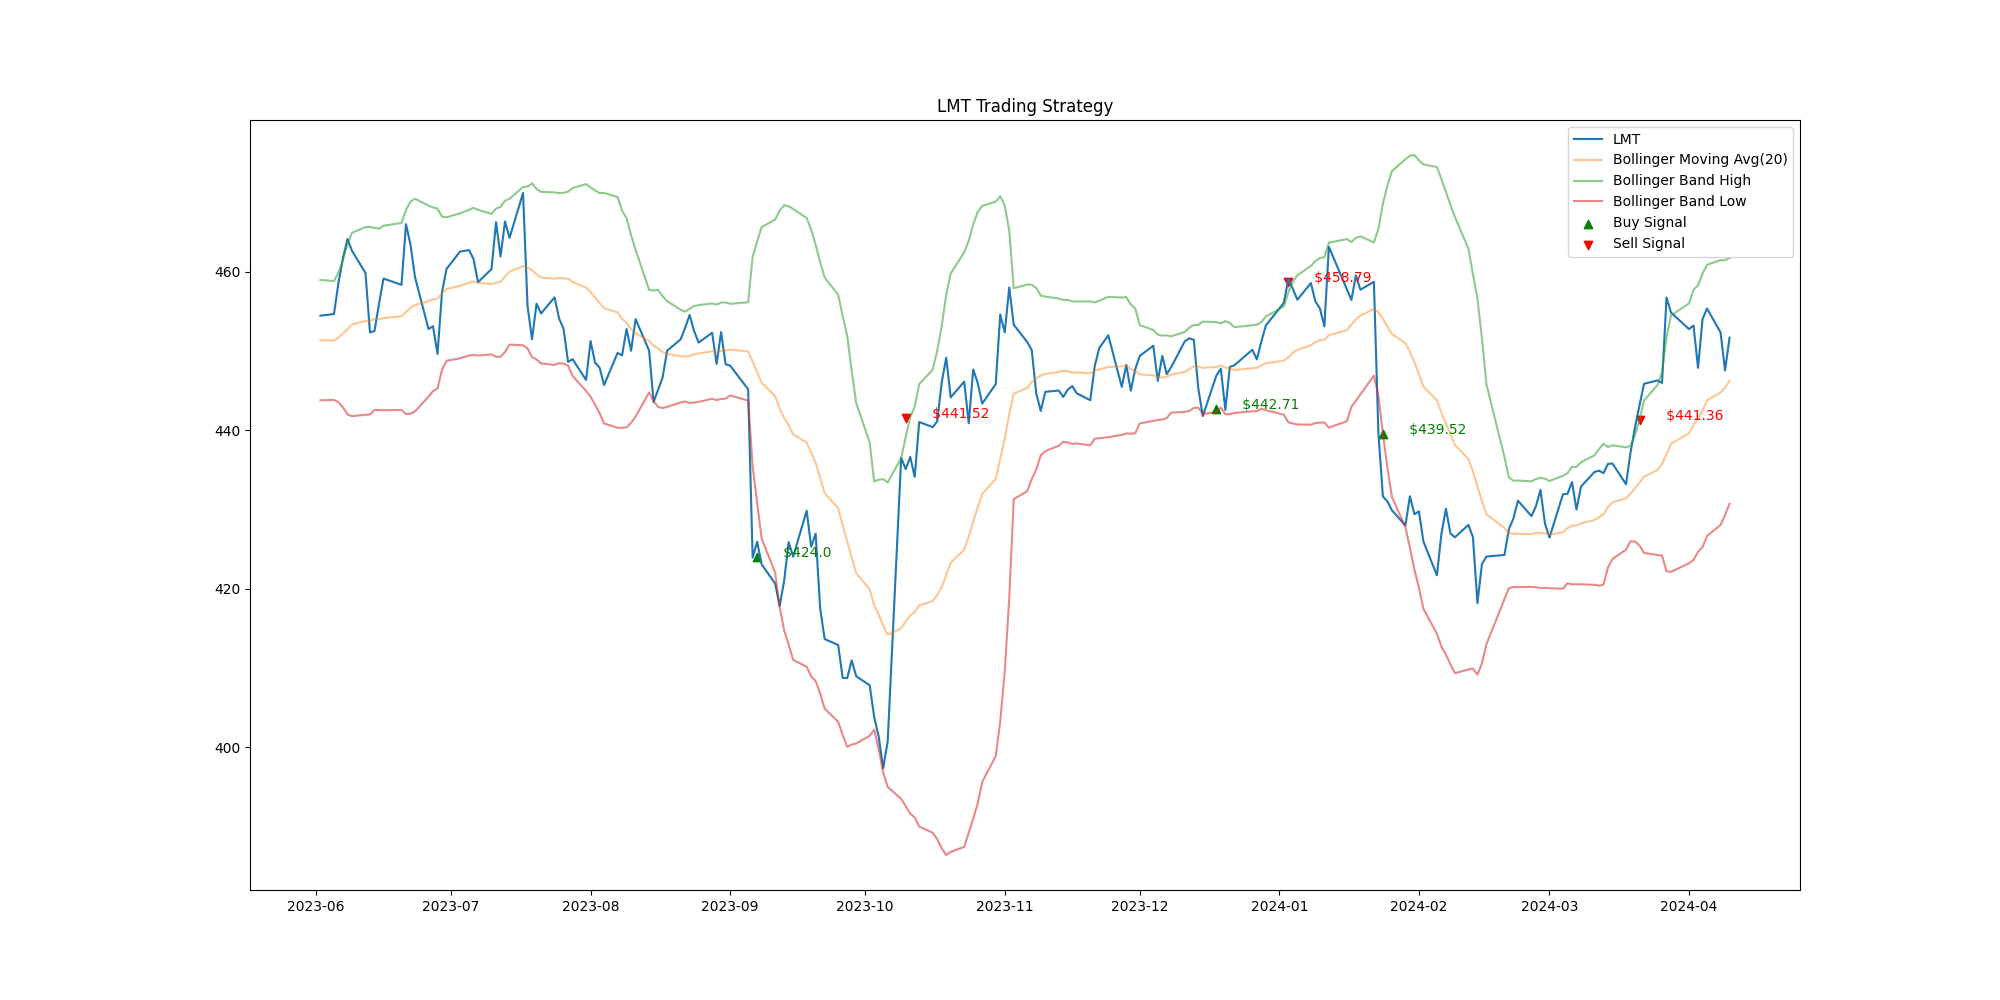 LMT Trading Strategy
LMT
Bollinger Moving Avg(20)
Bollinger Band High
Bollinger Band Low
Buy Signal
Sell Signal
460
440
420
400
$458.79
$441.52
$442.71
$439.52
$441.36
$424.0
2023-06 2023-07 2023-08 2023-09 2023-10 2023-11 2023-12 2024-01 2024-02 2024-03 2024-04